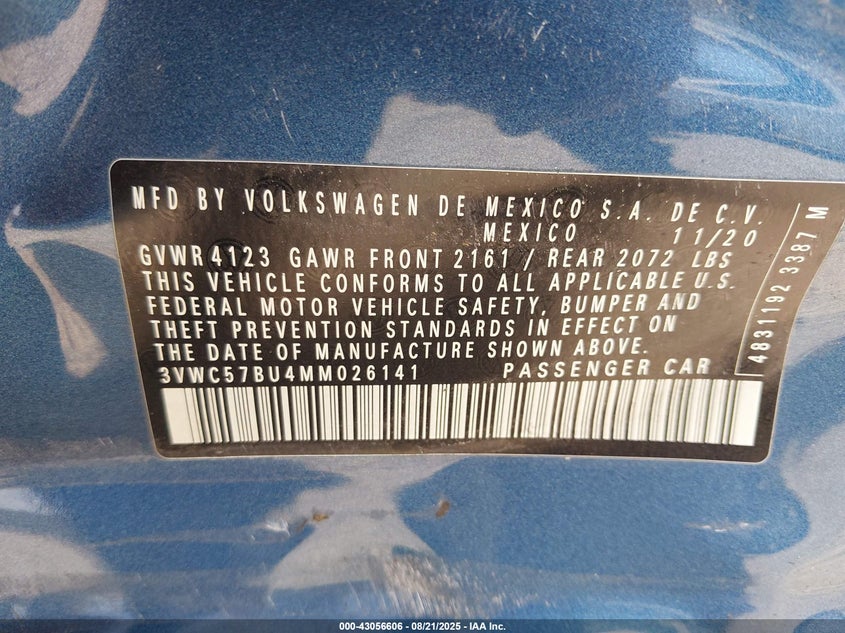 MFD BY VOLKSWAGEN DE MEXICO S.A. DE C.V.
MEXICO 11/20
GVWR 4123 GAWR FRONT 2161 / REAR 2072 LBS
THIS VEHICLE CONFORMS TO ALL APPLICABLE U.S.
FEDERAL MOTOR VEHICLE SAFETY, BUMPER AND
THEFT PREVENTION STANDARDS IN EFFECT ON
THE DATE OF MANUFACTURE SHOWN ABOVE.
3VWC57BU4MM026141 PASSENGER CAR
4831192 3387 M
000-43056606 - 08/21/2025 - IAA Inc.